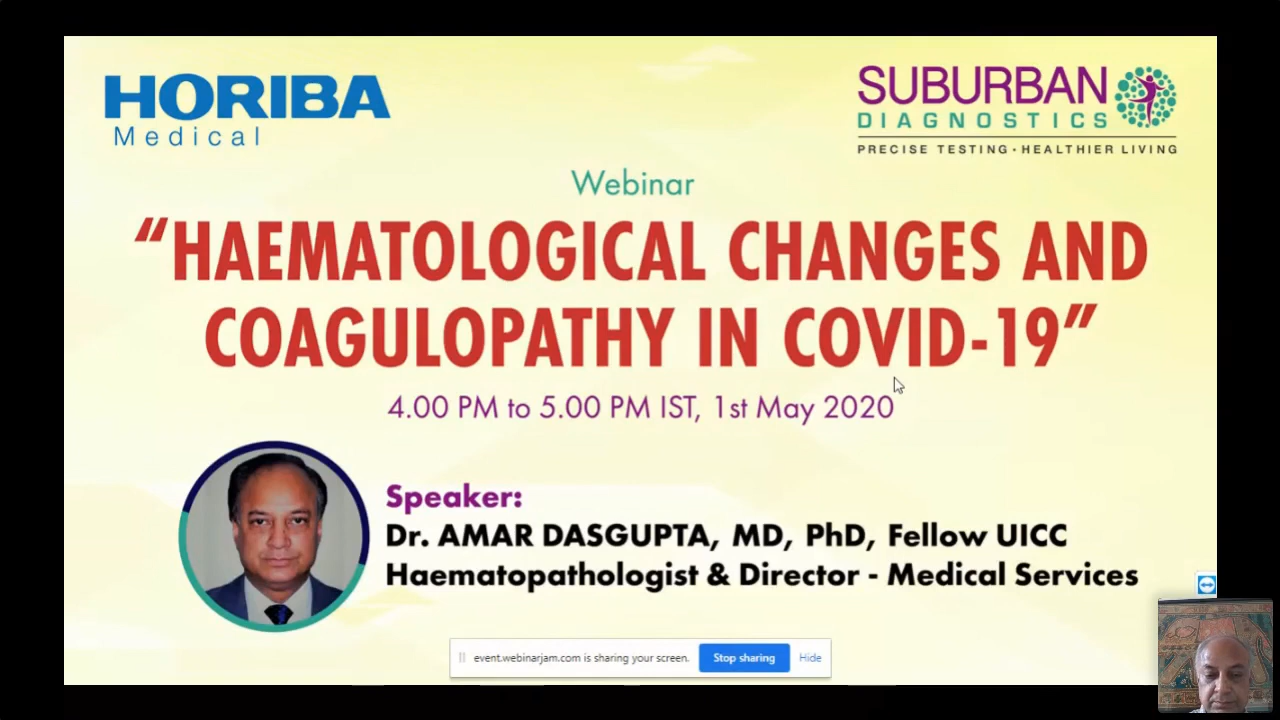 HORIBA
Medical
SUBURBAN
DIAGNOSTICS
PRECISE TESTING · HEALTHIER LIVING
Webinar
“HAEMATOLOGICAL CHANGES AND
COAGULOPATHY IN COVID-19”
4.00 PM to 5.00 PM IST, 1st May 2020
Speaker:
Dr. AMAR DASGUPTA, MD, PhD, Fellow UICC
Haematopathologist & Director - Medical Services
event.webinarjam.com is sharing your screen. Stop sharing Hide